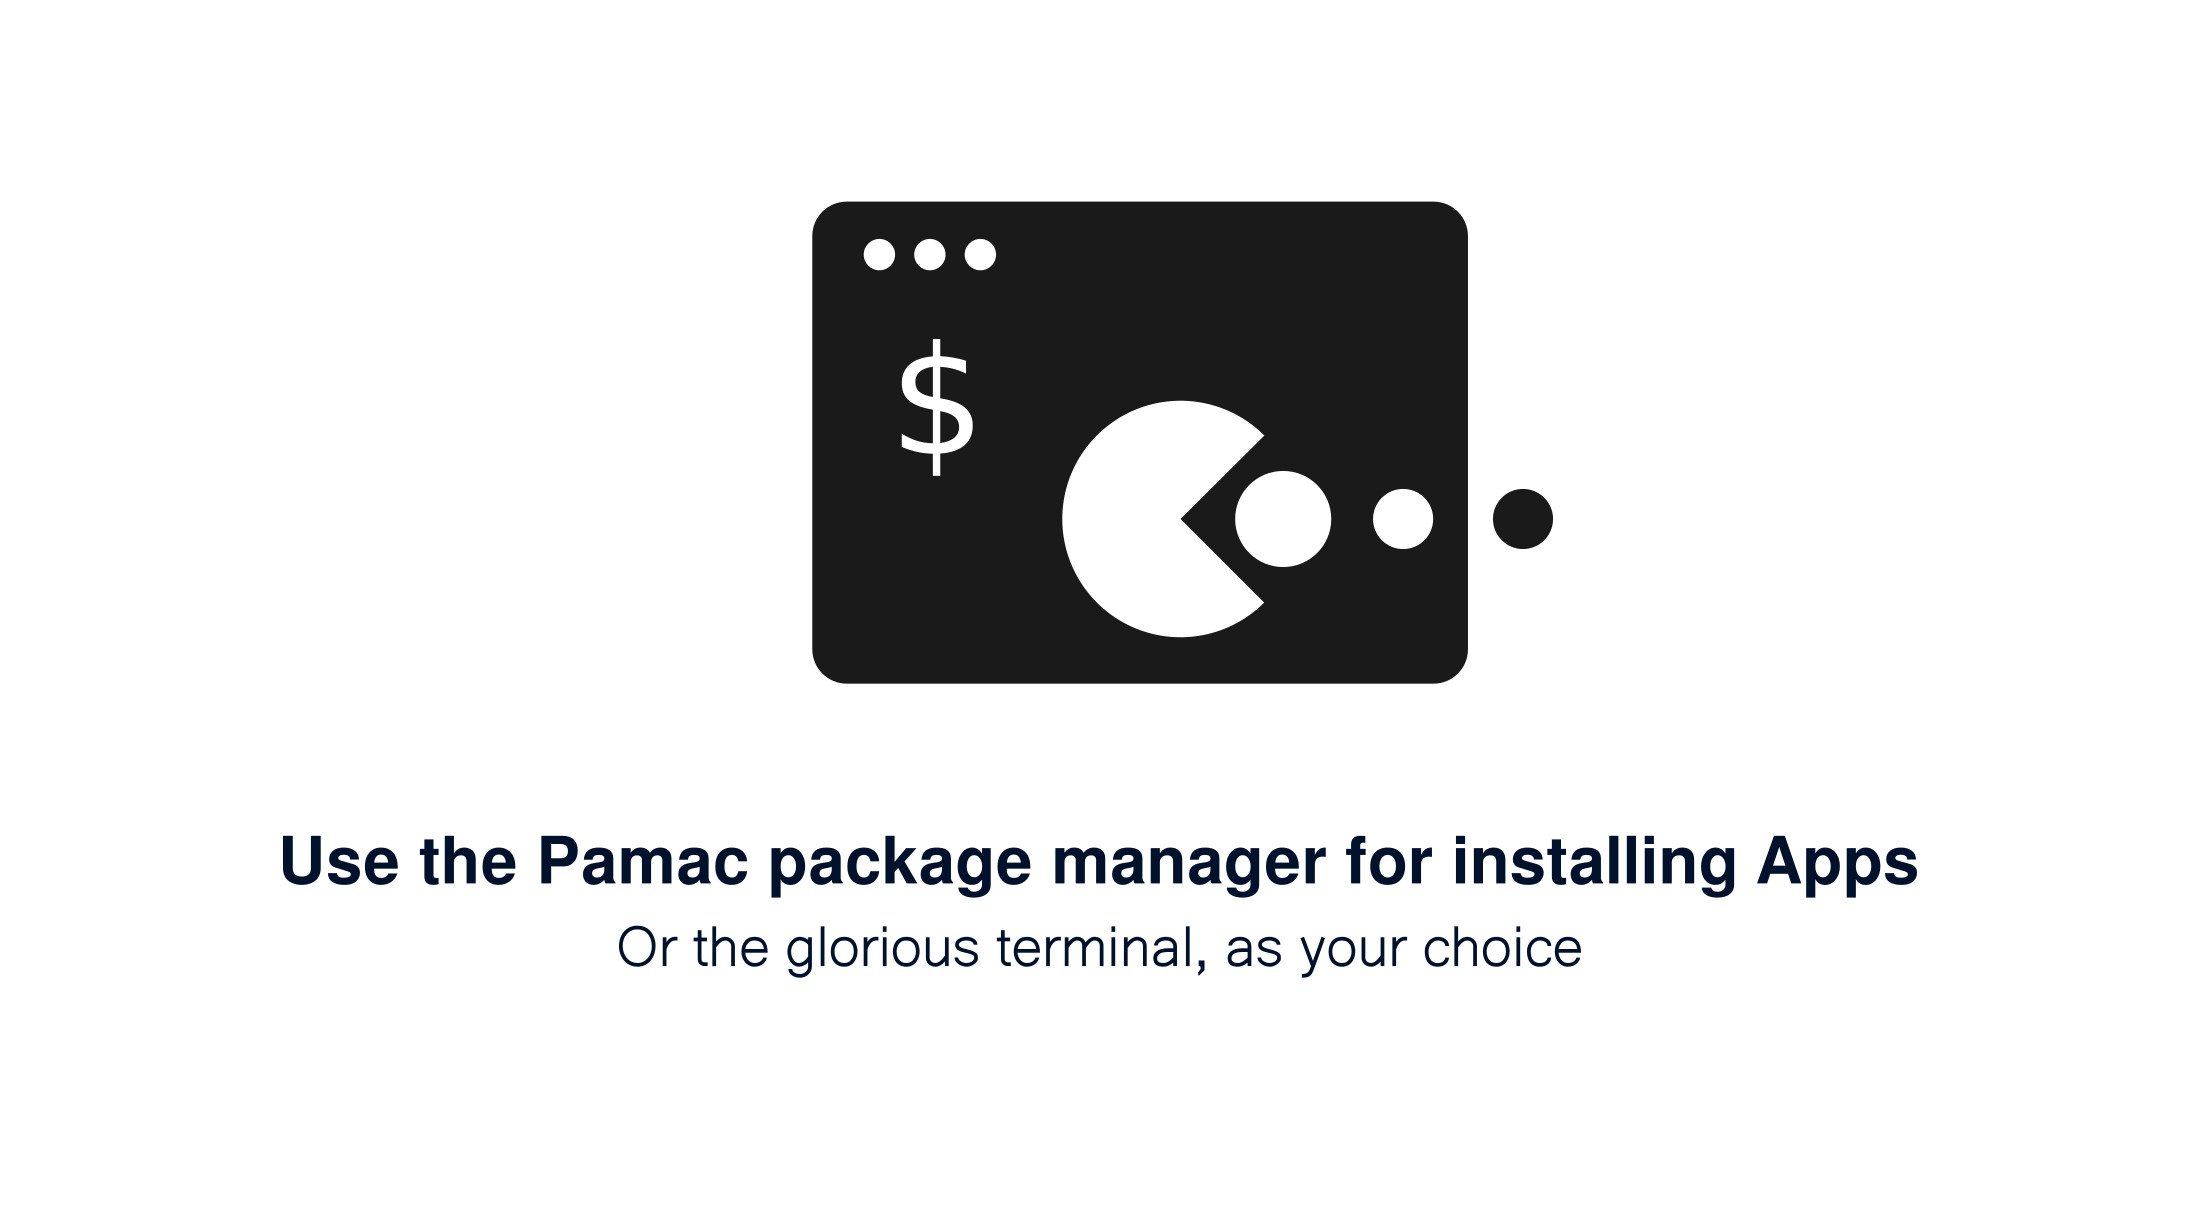 $
Use the Pamac package manager for installing Apps
Or the glorious terminal, as your choice